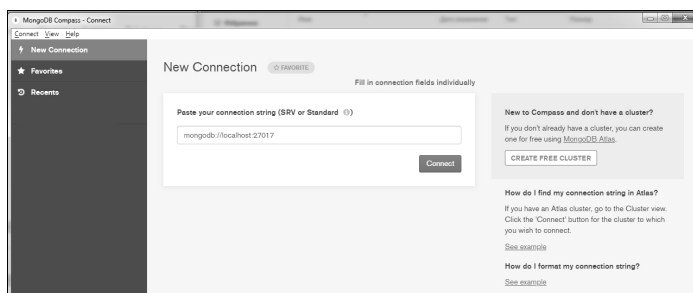 MongoDB Compass - Connect
Connect View Help
New Connection
Favorites
Recents
New Connection
FAVORITE
Fill in connection fields individually
Paste your connection string (SRV or Standard)
mongodb://localhost:27017
Connect
New to Compass and don't have a cluster?
If you don't already have a cluster, you can create
one for free using MongoDB Atlas.
CREATE FREE CLUSTER
How do I find my connection string in Atlas?
If you have an Atlas cluster, go to the Cluster view.
Click the 'Connect' button for the cluster to which
you wish to connect.
See example
How do I format my connection string?
See example